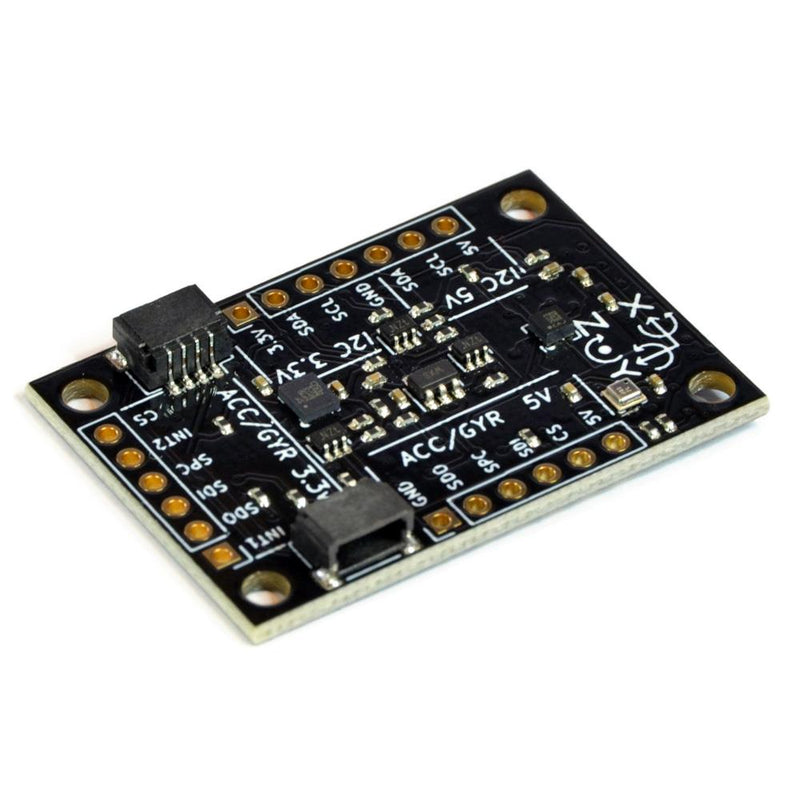 5V
SCL
SDA
GND
SCL
SDA
3.3V
I2C 5V
I2C 3.3V
CS
INT2
SPC
SDI
SDO
INT1
ACC/GYR 3.3V
ACC/GYR 5V
5V
CS
SDI
SPC
SDO
GND
X
Y
Z